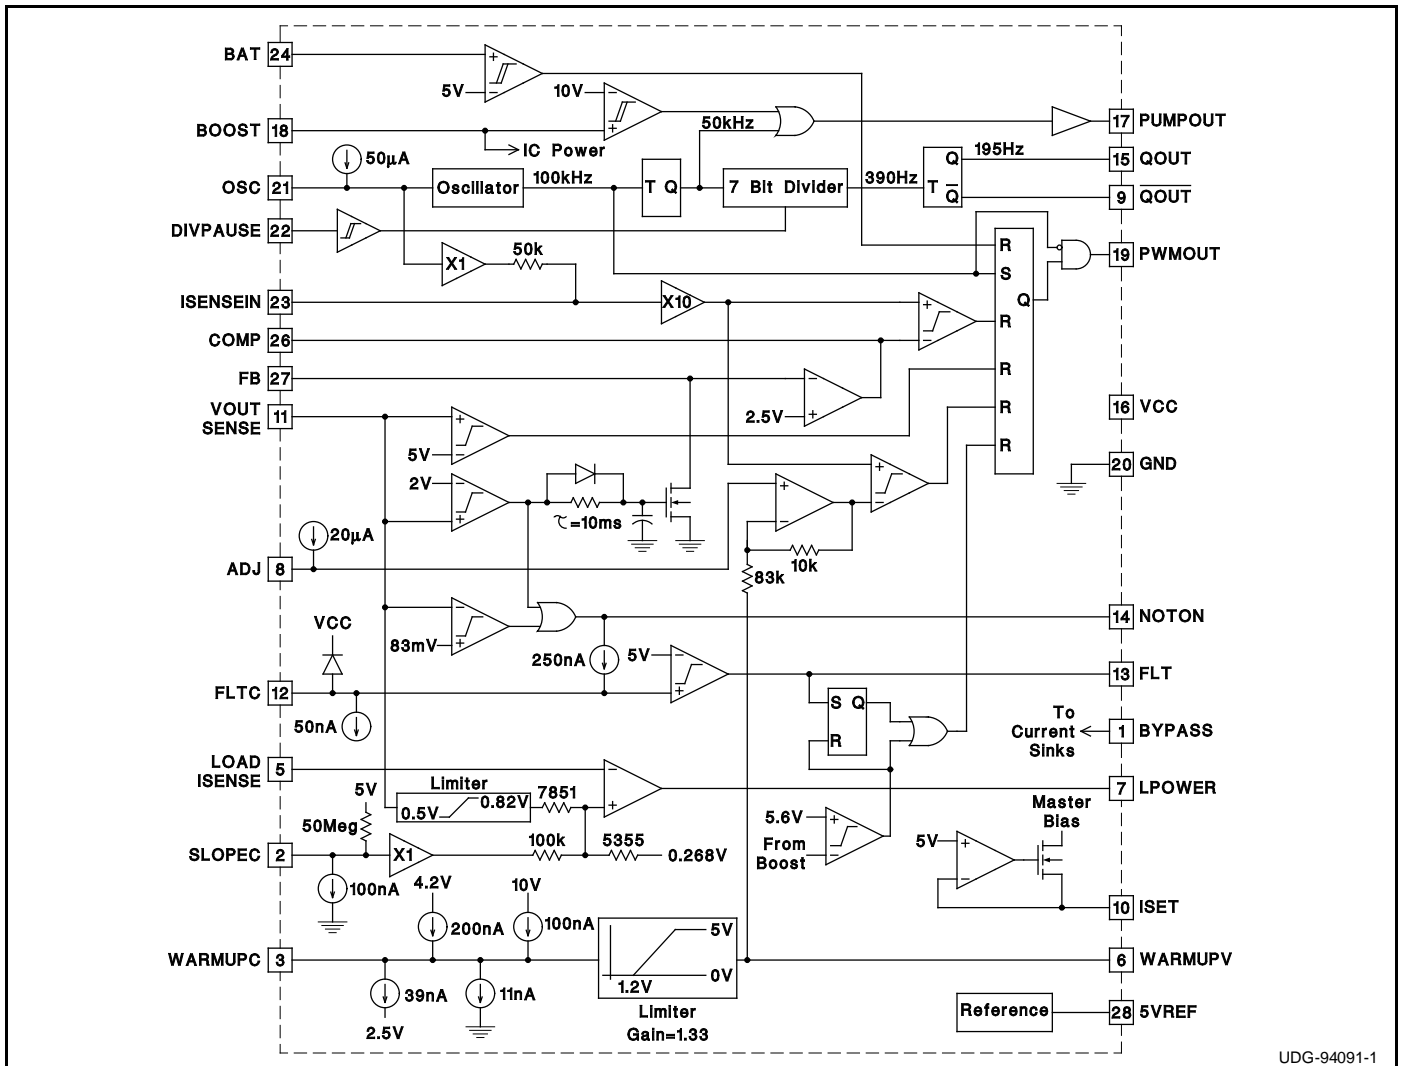 BAT 24
+
5V −
10V −
+
BOOST 18
50kHz
17 PUMPOUT
IC Power
50µA
195Hz
Q
15 QOUT
OSC 21
Oscillator
100kHz
T Q
7 Bit Divider
390Hz
T
Q
9 QOUT
DIVPAUSE 22
50k
X1
R
S
Q
19 PWMOUT
ISENSEIN 23
X10
+
−
R
COMP 26
FB 27
−
2.5V +
R
VOUT
SENSE
11
+
5V −
R
16 VCC
R
2V −
+
τ=10ms
+
−
+
−
20 GND
20µA
10k
ADJ 8
83k
−
83mV +
14 NOTON
VCC
250nA
5V −
+
13 FLT
FLTC 12
50nA
S Q
R
To
Current
Sinks
1 BYPASS
LOAD
ISENSE
5
−
+
Limiter
0.5V
0.82V
7851
7 LPOWER
5V
50Meg
5.6V +
From
Boost
−
Master
Bias
5V +
−
SLOPEC 2
X1
100k
5355
0.268V
100nA
4.2V
10V
10 ISET
200nA
100nA
5V
WARMUPC 3
0V
1.2V
6 WARMUPV
39nA
11nA
2.5V
Limiter
Gain=1.33
Reference
28 5VREF
UDG-94091-1